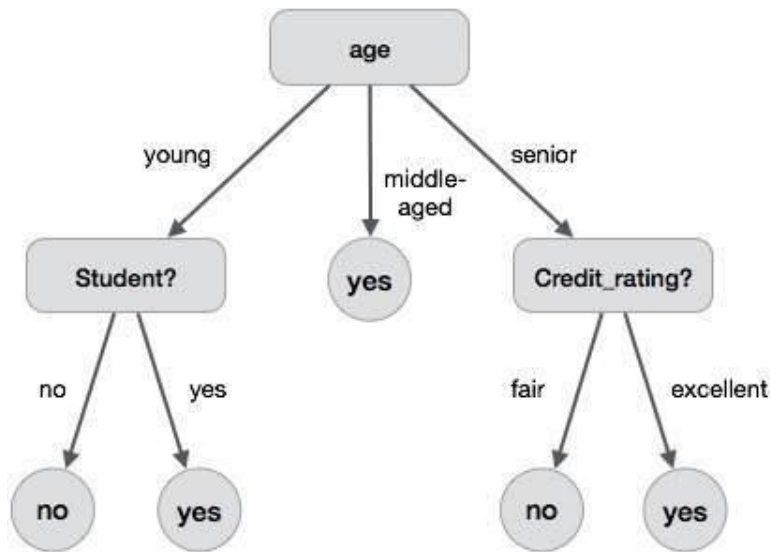 age
young
middle-
aged
senior
Student?
yes
Credit_rating?
no
yes
fair
excellent
no
yes
no
yes